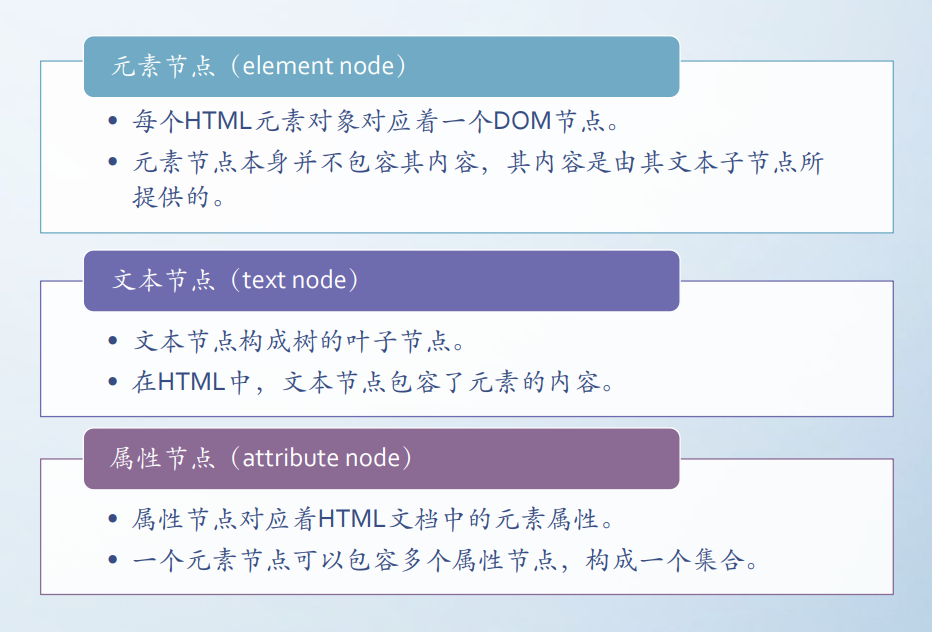 元素节点（element node）
• 每个HTML元素对象对应着一个DOM节点。
• 元素节点本身并不包容其内容，其内容是由其文本子节点所
提供的。
文本节点（text node）
• 文本节点构成树的叶子节点。
• 在HTML中，文本节点包容了元素的内容。
属性节点（attribute node）
• 属性节点对应着HTML文档中的元素属性。
• 一个元素节点可以包容多个属性节点，构成一个集合。